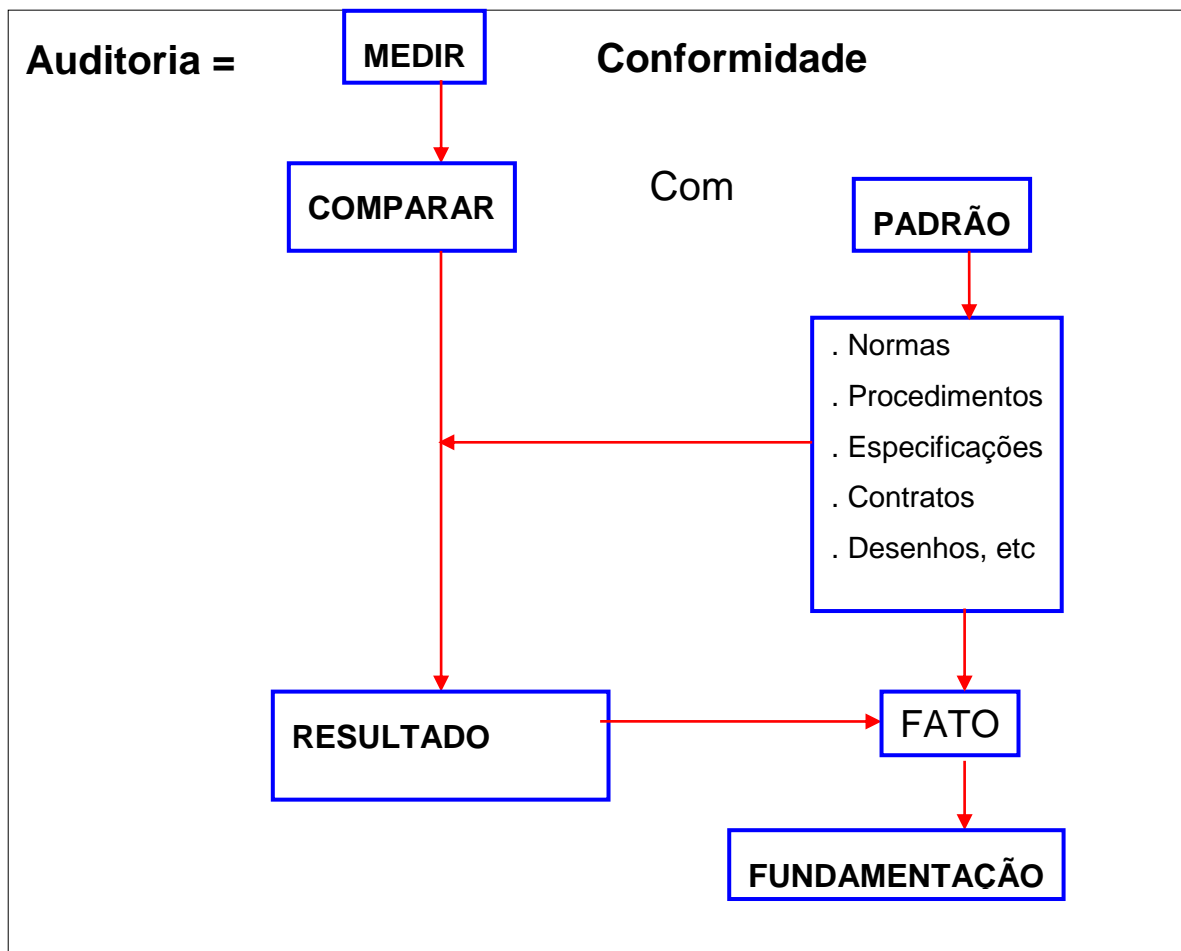 Auditoria = MEDIR Conformidade
COMPARAR Com PADRÃO
. Normas
. Procedimentos
. Especificações
. Contratos
. Desenhos, etc
RESULTADO FATO
FUNDAMENTAÇÃO